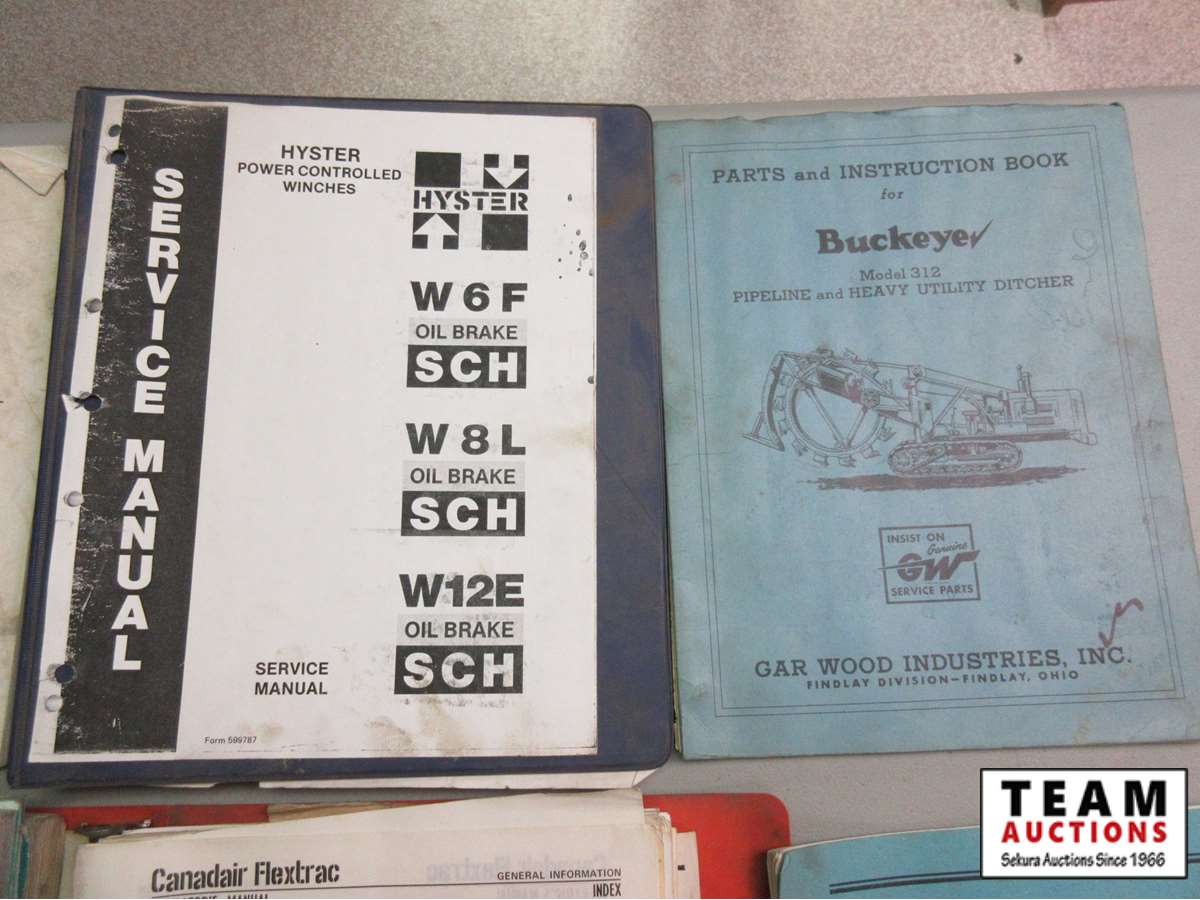 SERVICE MANUAL
HYSTER
POWER CONTROLLED
WINCHES
HYSTER
W6F
OIL BRAKE
SCH
W8L
OIL BRAKE
SCH
W12E
OIL BRAKE
SCH
SERVICE
MANUAL
Form 599787
PARTS and INSTRUCTION BOOK
for
Buckeye
Model 312
PIPELINE and HEAVY UTILITY DITCHER
INSIST ON
Genuine
GW
SERVICE PARTS
GAR WOOD INDUSTRIES, INC.
FINDLAY DIVISION—FINDLAY, OHIO
Canadair Flextrac
GENERAL INFORMATION
INDEX
MANUAL
TEAM
AUCTIONS
Sekura Auctions Since 1966